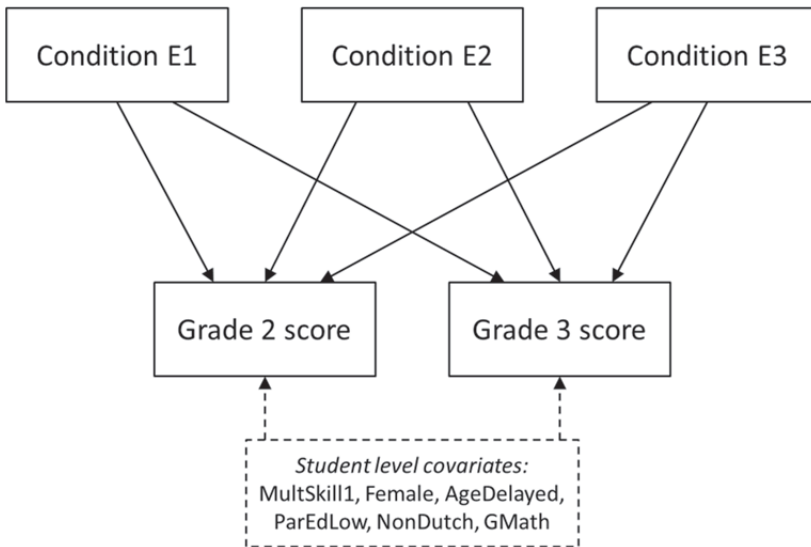 Condition E1
Condition E2
Condition E3
Grade 2 score
Grade 3 score
Student level covariates:
MultSkill1, Female, AgeDelayed,
ParEdLow, NonDutch, GMath